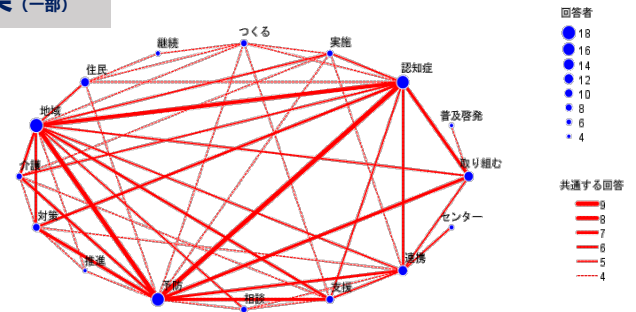 （一部）
回答者
18
16
14
12
10
8
6
4
つくる
継続
実施
住民
認知症
地域
普及啓発
介護
取り組む
対策
センター
推進
連携
予防
相談
支援
共通する回答
9
8
7
6
5
4